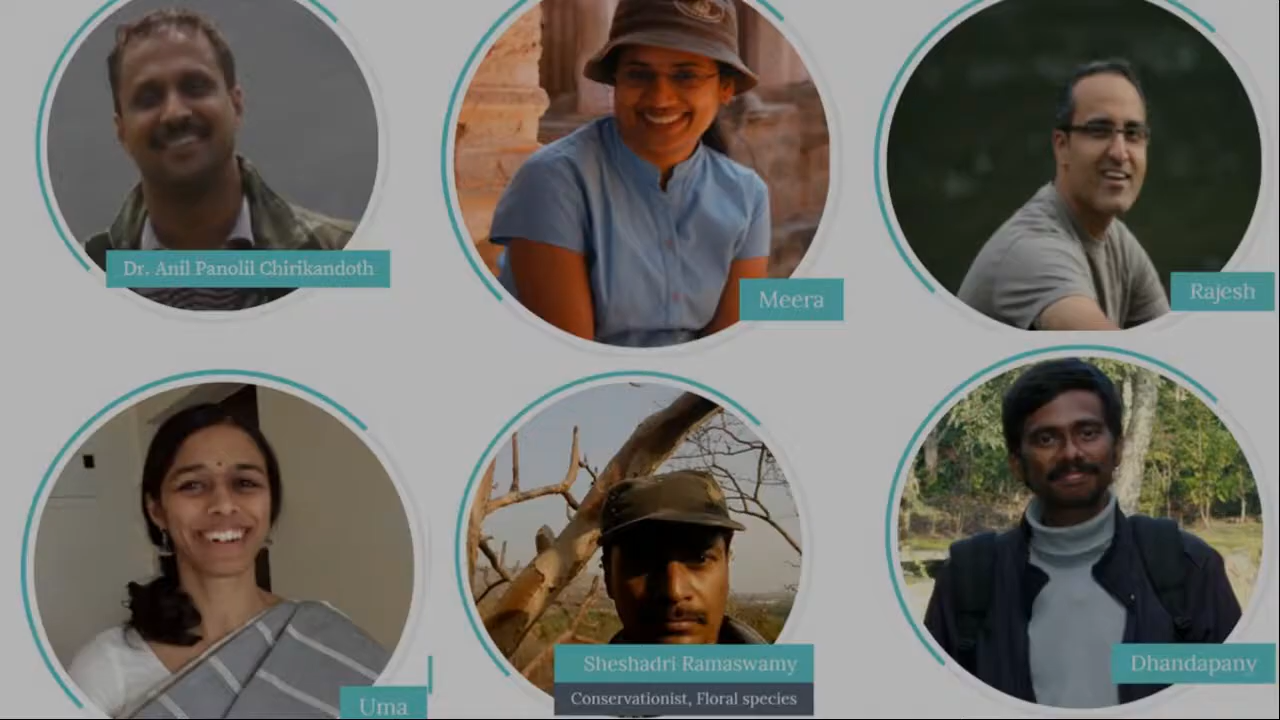 Dr. Anil Panolil Chirikandoth
Meera
Rajesh
Uma
Sheshadri Ramaswamy
Conservationist, Floral species
Dhandapany